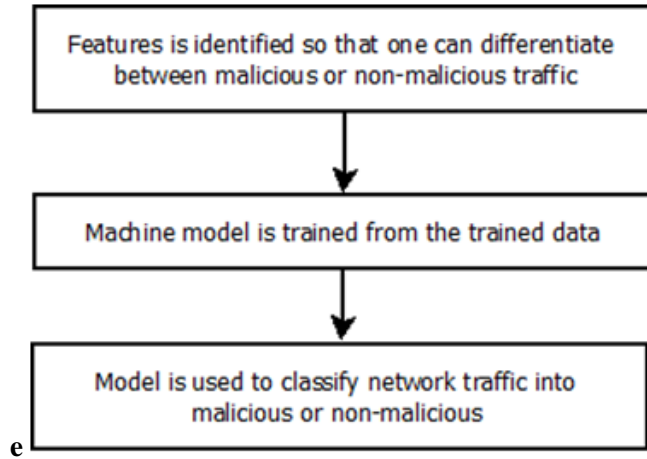 Features is identified so that one can differentiate
between malicious or non-malicious traffic
Machine model is trained from the trained data
Model is used to classify network traffic into
malicious or non-malicious
e